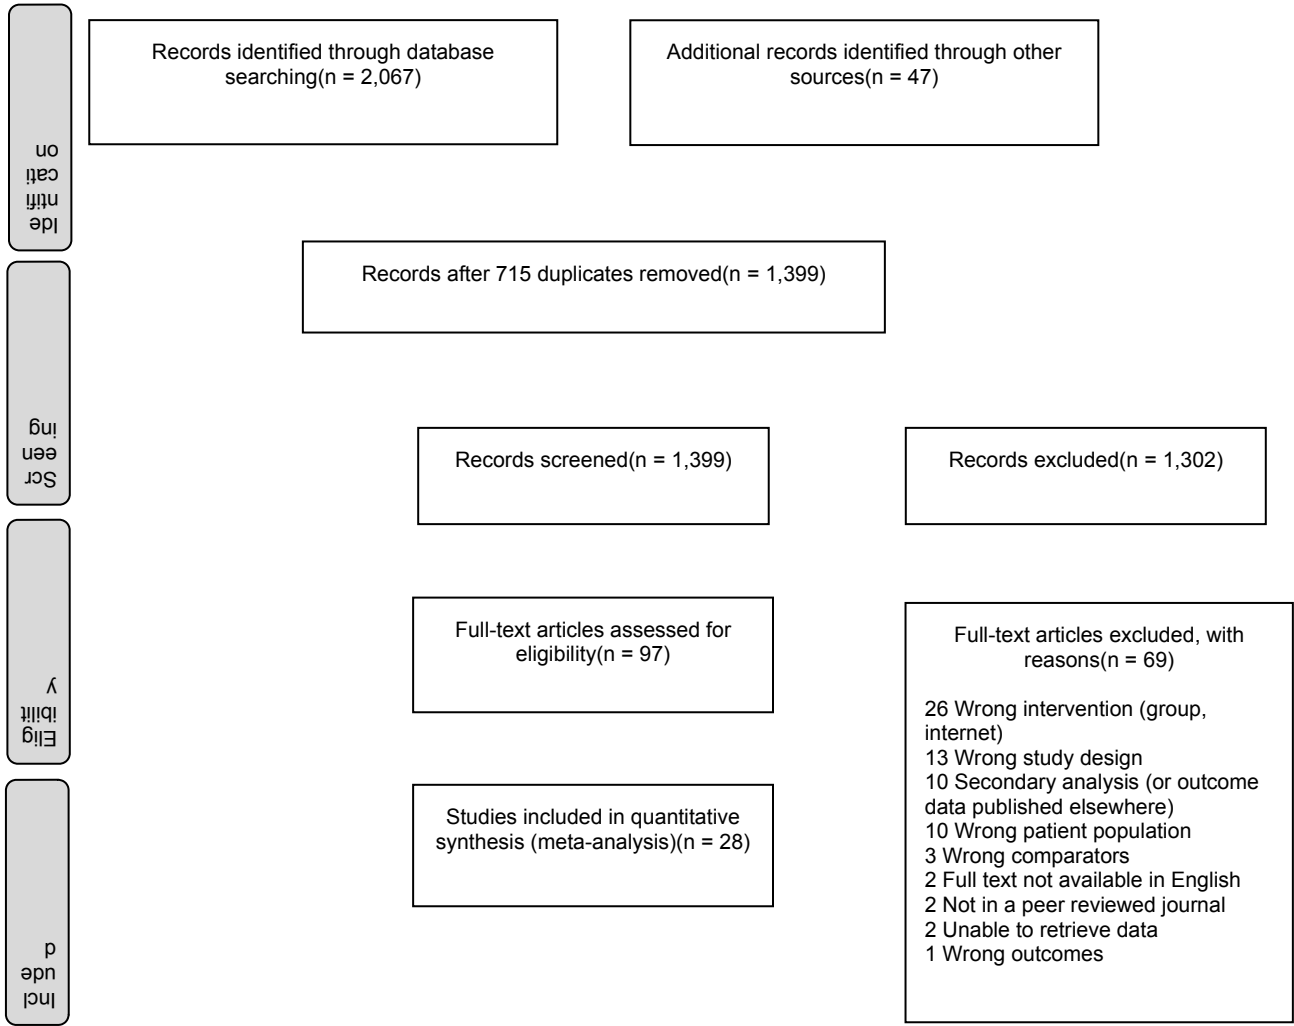 Ide
ntifi
cati
on
Records identified through database
searching(n = 2,067)
Additional records identified through other
sources(n = 47)
Scr
een
ing
Records after 715 duplicates removed(n = 1,399)
Records screened(n = 1,399)
Records excluded(n = 1,302)
Elig
ibilit
y
Full-text articles assessed for
eligibility(n = 97)
Full-text articles excluded, with
reasons(n = 69)
26 Wrong intervention (group,
internet)
13 Wrong study design
10 Secondary analysis (or outcome
data published elsewhere)
10 Wrong patient population
3 Wrong comparators
2 Full text not available in English
2 Not in a peer reviewed journal
2 Unable to retrieve data
1 Wrong outcomes
Incl
ude
d
Studies included in quantitative
synthesis (meta-analysis)(n = 28)